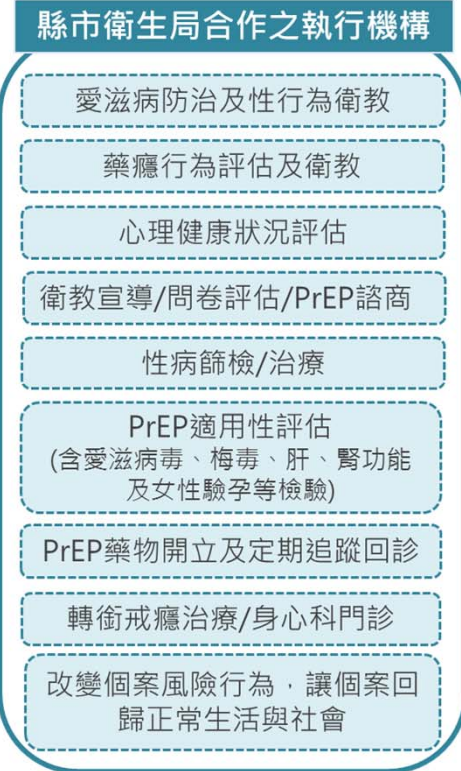 縣市衛生局合作之執行機構
愛滋病防治及性行為衛教
藥癮行為評估及衛教
心理健康狀況評估
衛教宣導/問卷評估/PrEP諮商
性病篩檢/治療
PrEP適用性評估
(含愛滋病毒、梅毒、肝、腎功能
及女性驗孕等檢驗)
PrEP藥物開立及定期追蹤回診
轉銜戒癮治療/身心科門診
改變個案風險行為，讓個案回
歸正常生活與社會